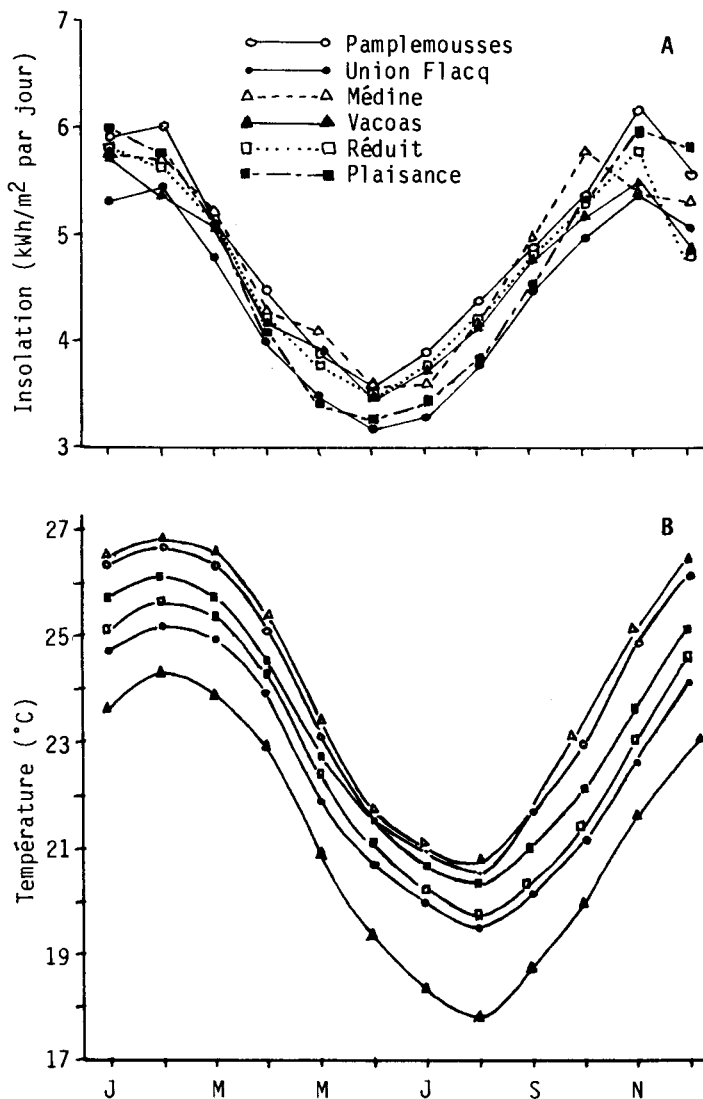 7
6
5
4
3
Insolation (kWh/m² par jour)
A
Pamplemousses
Union Flacq
Médine
Vacoas
Réduit
Plaisance
B
27
25
23
21
19
17
Température (°C)
J M M J S N